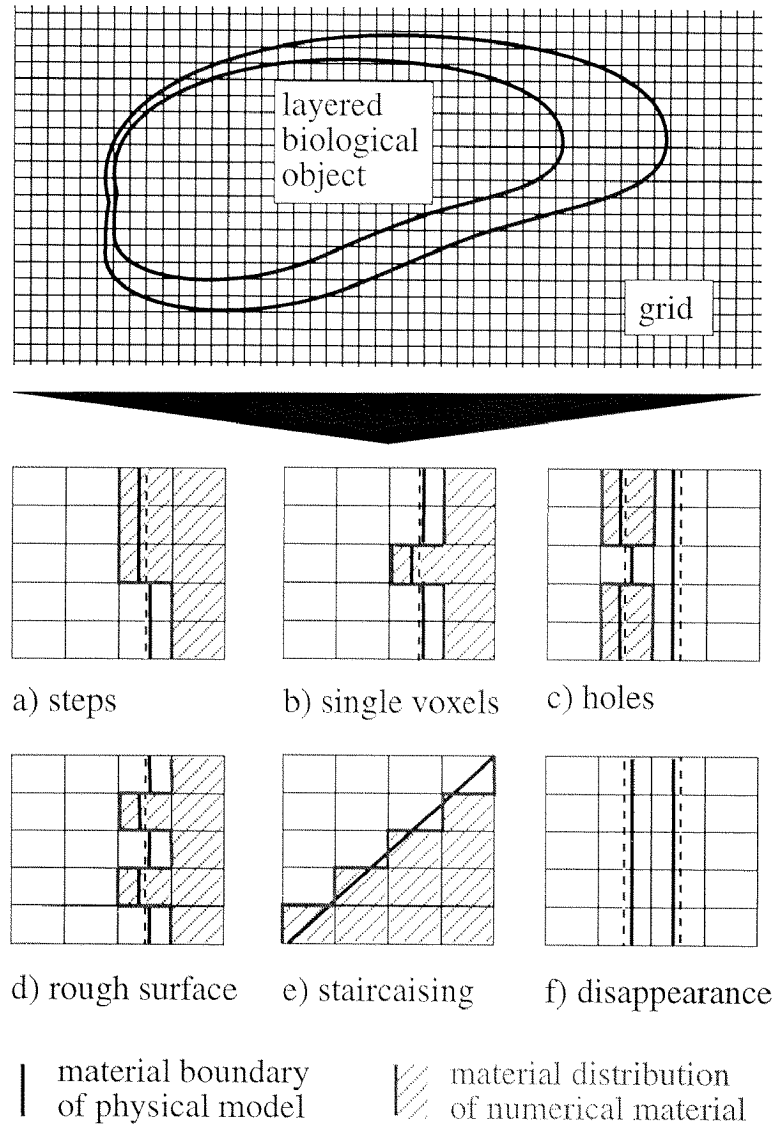 layered
biological
object
grid
a) steps
b) single voxels
c) holes
d) rough surface
e) staircaising
f) disappearance
material boundary
of physical model
material distribution
of numerical material